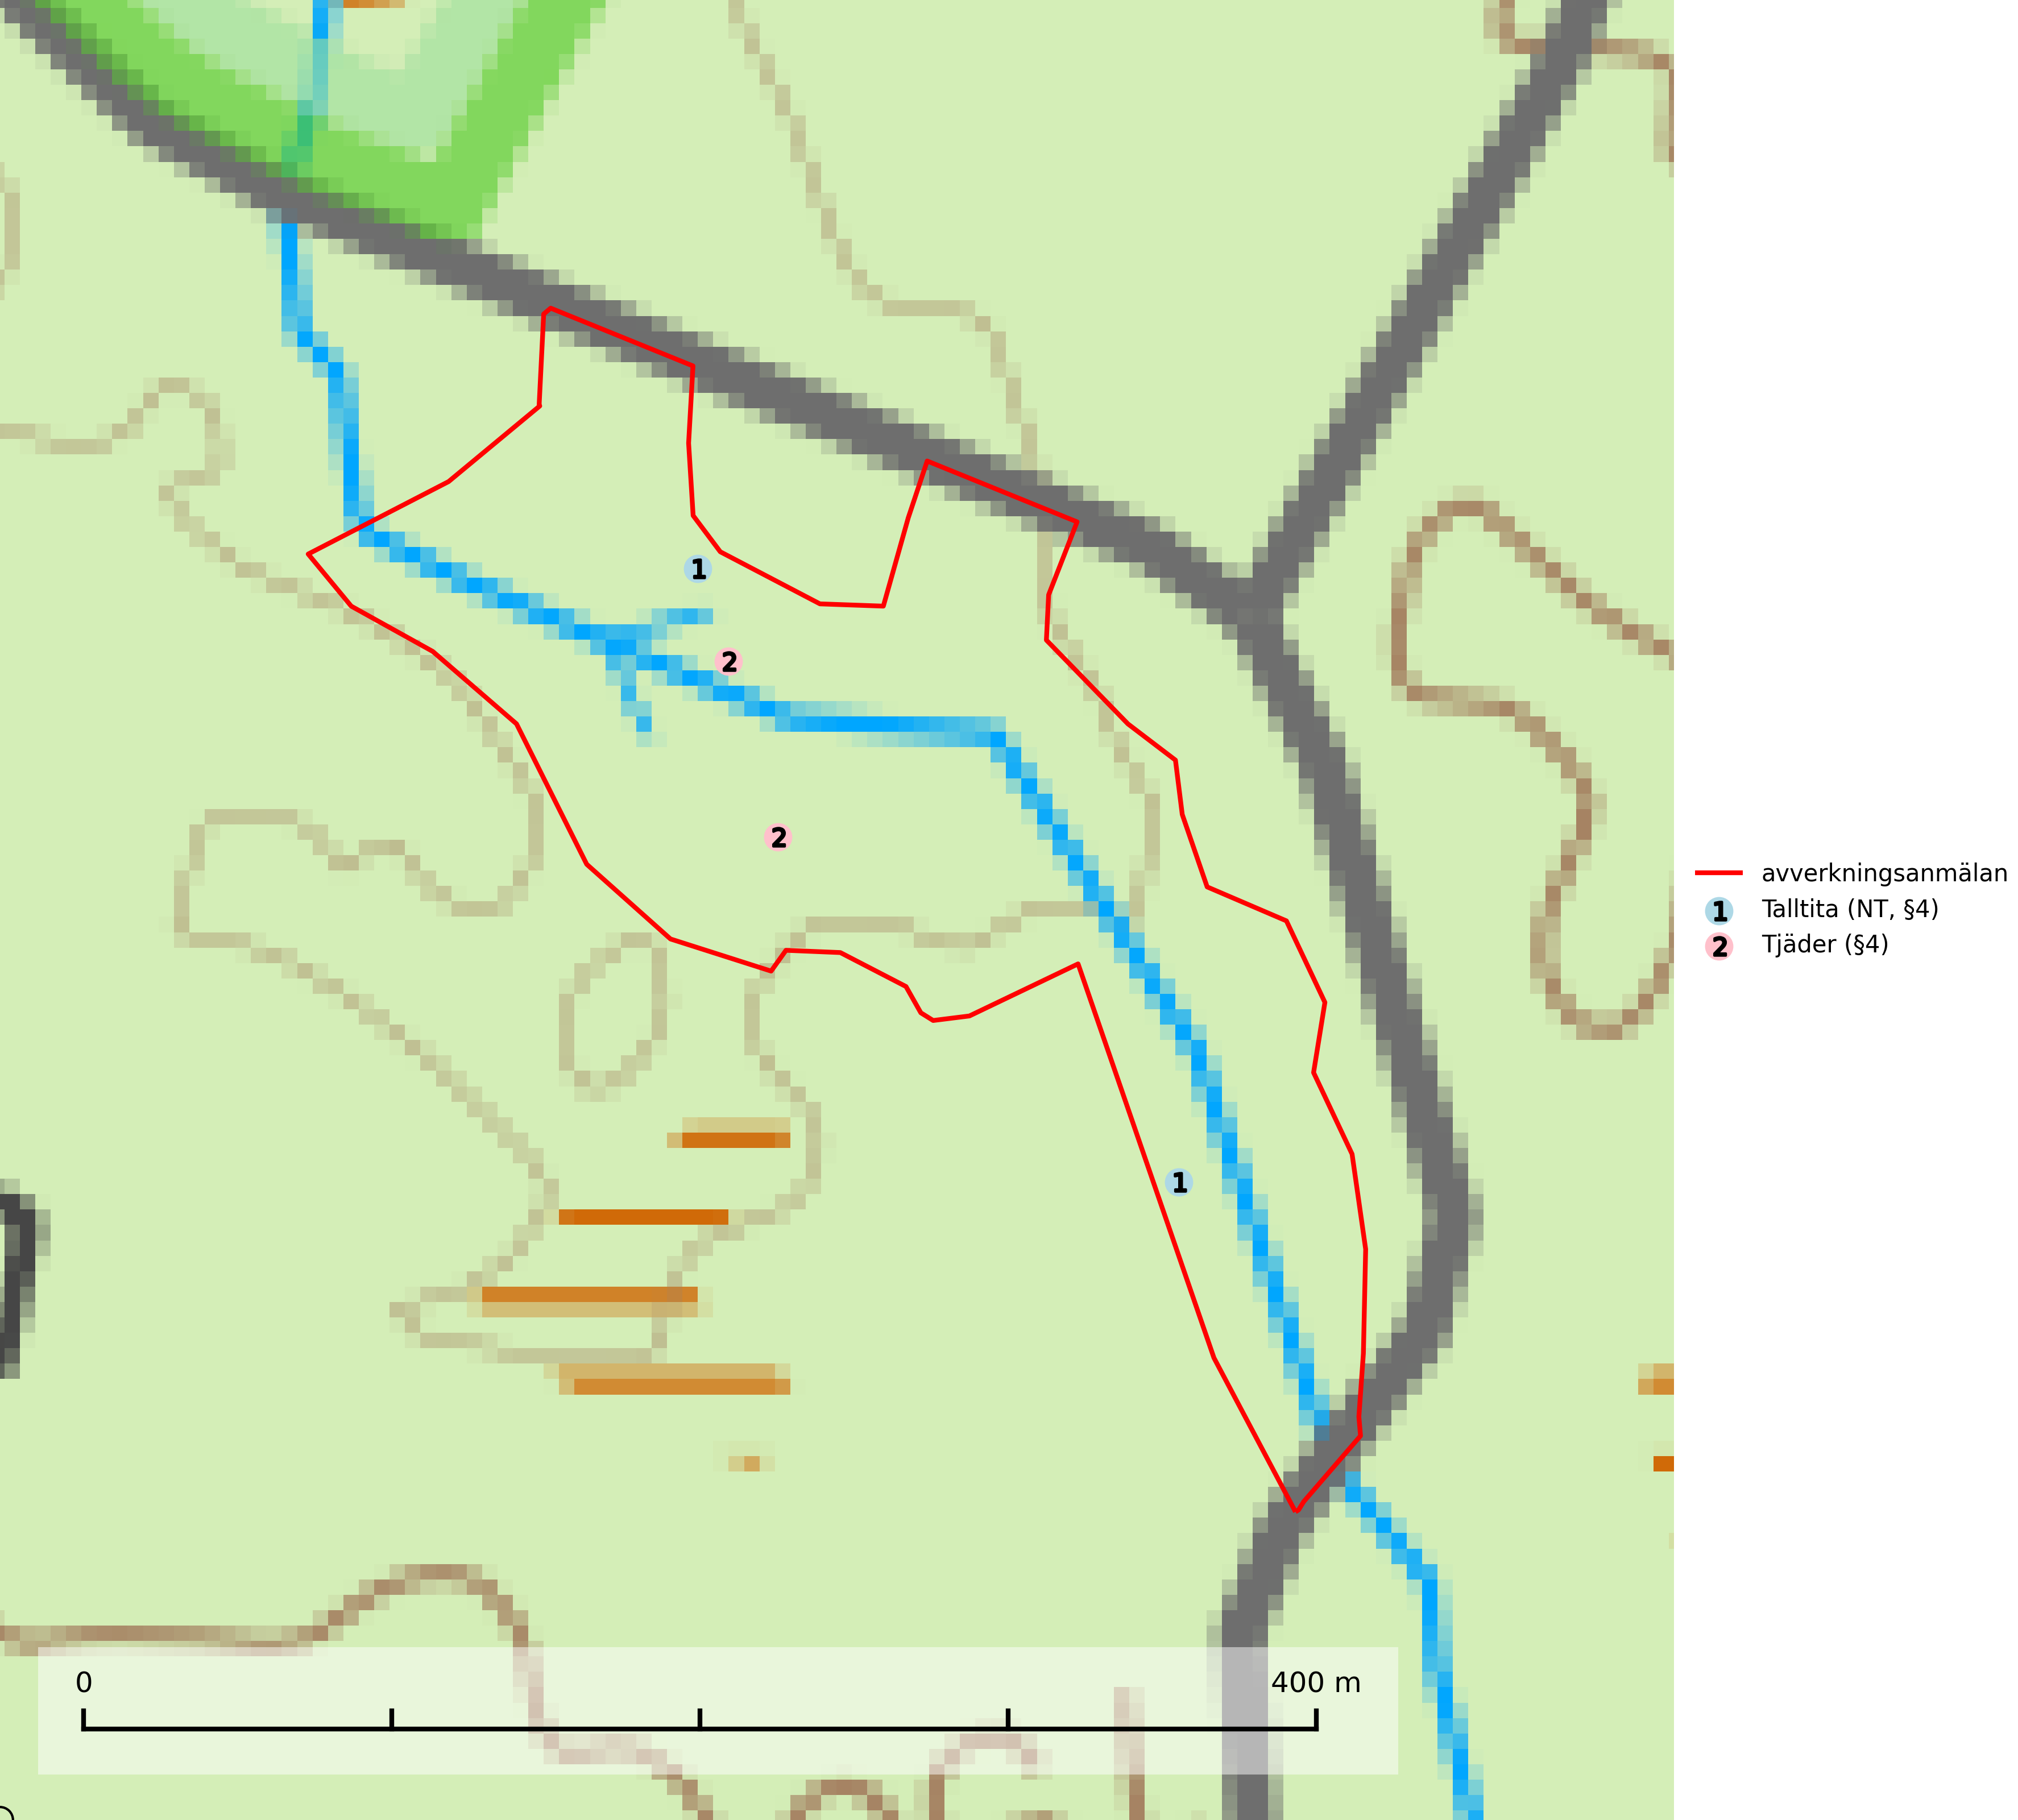 1
2
2
1
avverkningsanmälan
1 Talltita (NT, §4)
2 Tjäder (§4)
0 400 m